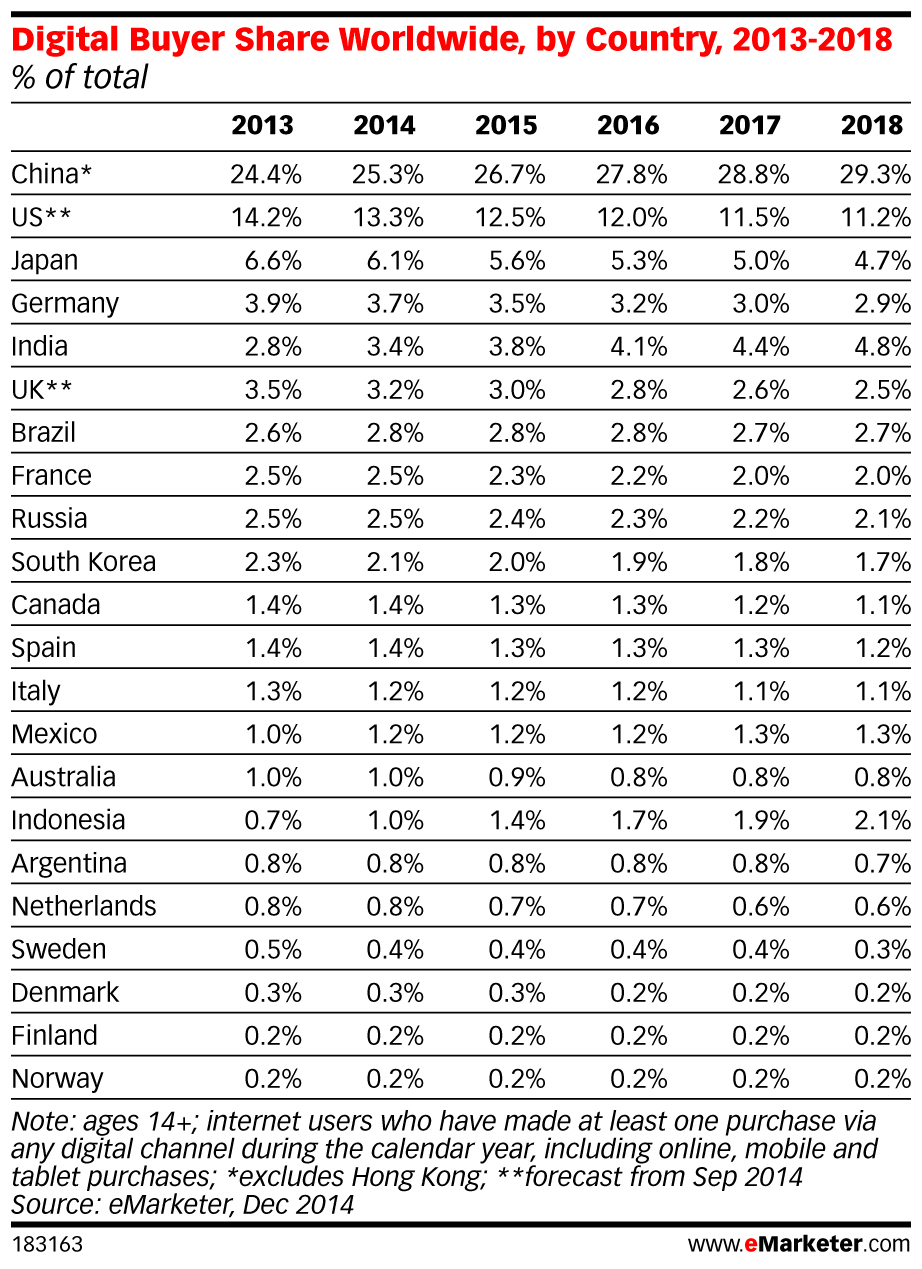 Digital Buyer Share Worldwide, by Country, 2013-2018
% of total
2013 2014 2015 2016 2017 2018
China* 24.4% 25.3% 26.7% 27.8% 28.8% 29.3%
US** 14.2% 13.3% 12.5% 12.0% 11.5% 11.2%
Japan 6.6% 6.1% 5.6% 5.3% 5.0% 4.7%
Germany 3.9% 3.7% 3.5% 3.2% 3.0% 2.9%
India 2.8% 3.4% 3.8% 4.1% 4.4% 4.8%
UK** 3.5% 3.2% 3.0% 2.8% 2.6% 2.5%
Brazil 2.6% 2.8% 2.8% 2.8% 2.7% 2.7%
France 2.5% 2.5% 2.3% 2.2% 2.0% 2.0%
Russia 2.5% 2.5% 2.4% 2.3% 2.2% 2.1%
South Korea 2.3% 2.1% 2.0% 1.9% 1.8% 1.7%
Canada 1.4% 1.4% 1.3% 1.3% 1.2% 1.1%
Spain 1.4% 1.4% 1.3% 1.3% 1.3% 1.2%
Italy 1.3% 1.2% 1.2% 1.2% 1.1% 1.1%
Mexico 1.0% 1.2% 1.2% 1.2% 1.3% 1.3%
Australia 1.0% 1.0% 0.9% 0.8% 0.8% 0.8%
Indonesia 0.7% 1.0% 1.4% 1.7% 1.9% 2.1%
Argentina 0.8% 0.8% 0.8% 0.8% 0.8% 0.7%
Netherlands 0.8% 0.8% 0.7% 0.7% 0.6% 0.6%
Sweden 0.5% 0.4% 0.4% 0.4% 0.4% 0.3%
Denmark 0.3% 0.3% 0.3% 0.2% 0.2% 0.2%
Finland 0.2% 0.2% 0.2% 0.2% 0.2% 0.2%
Norway 0.2% 0.2% 0.2% 0.2% 0.2% 0.2%
Note: ages 14+; internet users who have made at least one purchase via
any digital channel during the calendar year, including online, mobile and
tablet purchases; *excludes Hong Kong; **forecast from Sep 2014
Source: eMarketer, Dec 2014
183163 www.eMarketer.com